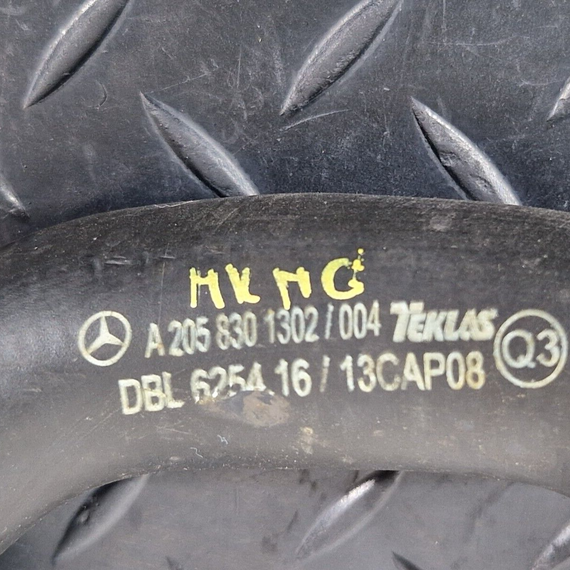 MKMG
A 205 830 1302 / 004 TEKLAS Q3
DBL 6254.16 / 13CAP08